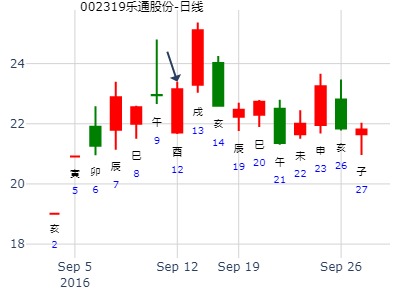 002319乐通股份-日线
24
22
20
18
亥
2
寅
5
卯
6
辰
7
巳
8
午
9
酉
12
戌
13
亥
14
辰
19
巳
20
午
21
未
22
申
23
亥
26
子
27
Sep 5
2016
Sep 12
Sep 19
Sep 26